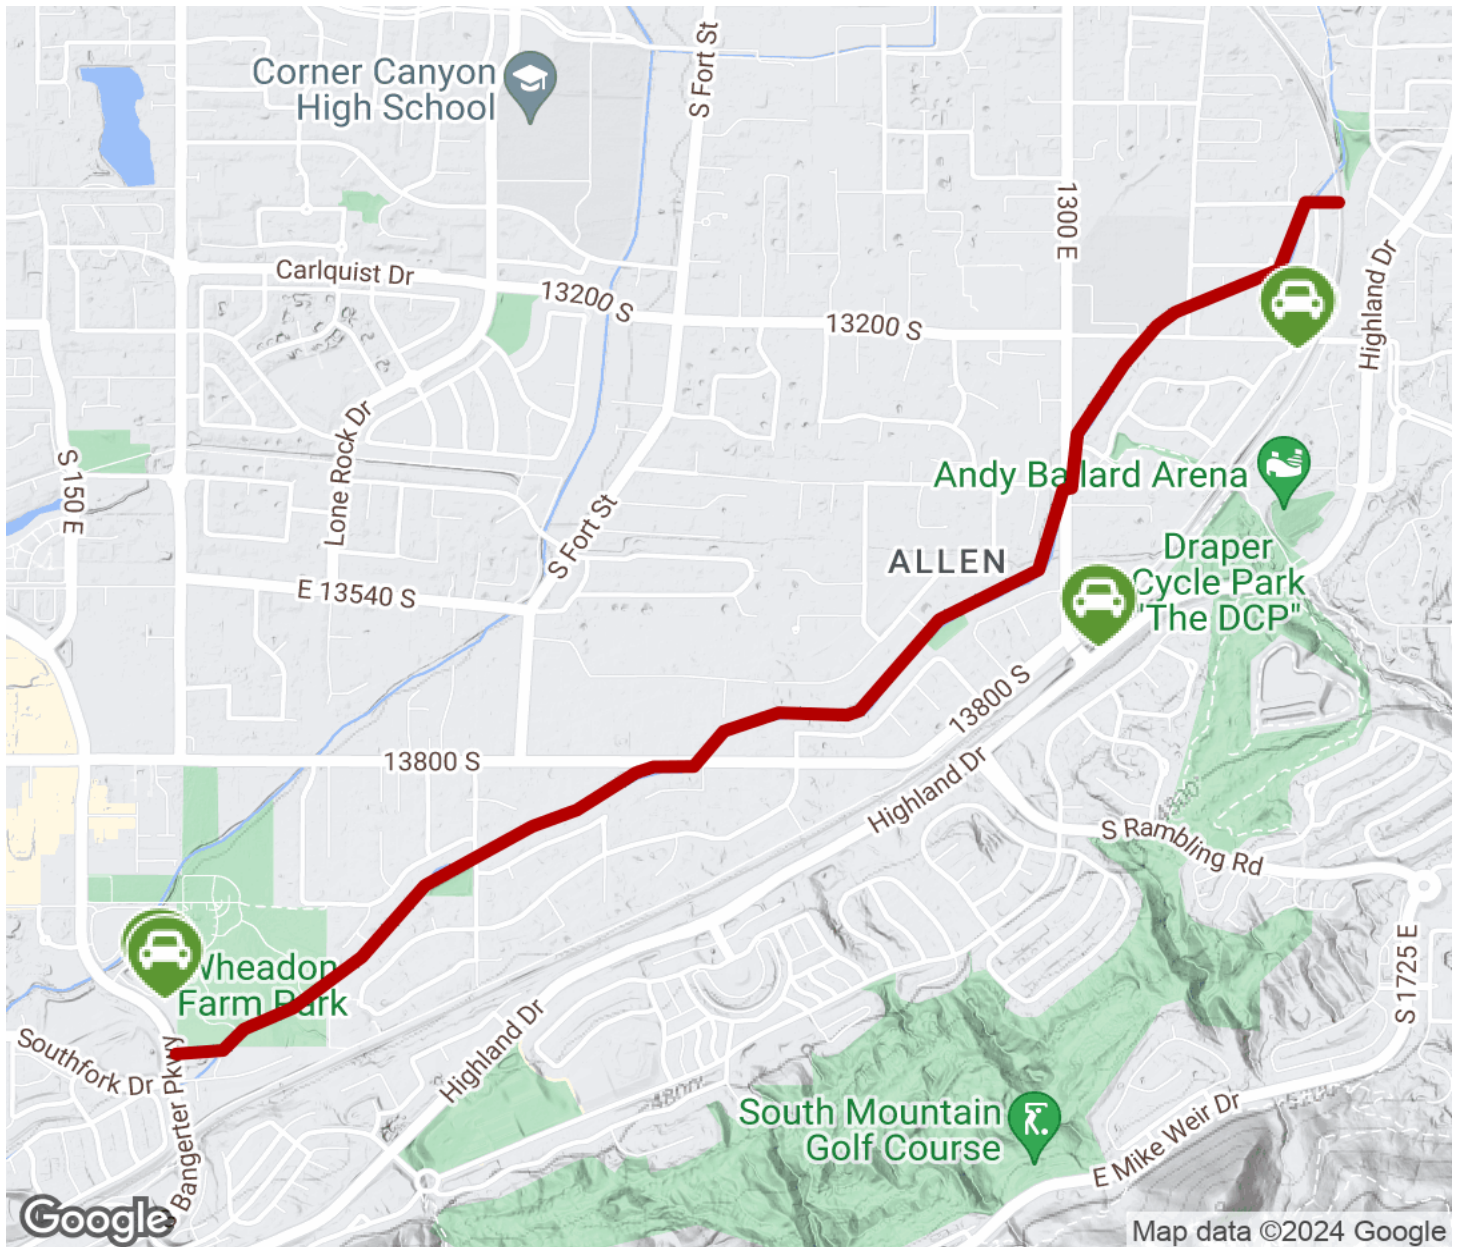 Corner Canyon
High School
S Fort St
1300 E
Carlquist Dr
13200 S
13200 S
Highland Dr
Lone Rock Dr
S 150 E
Andy Ballard Arena
S Fort St
ALLEN
Draper
Cycle Park
"The DCP"
E 13540 S
13800 S
13800 S
Highland Dr
4800
S Rambling Rd
Wheadon
Farm Park
S 1725 E
Southfork Dr
Highland Dr
4800
Bangerter Pkwy
South Mountain
Golf Course
E Mike Weir Dr
5200
Google
Map data ©2024 Google